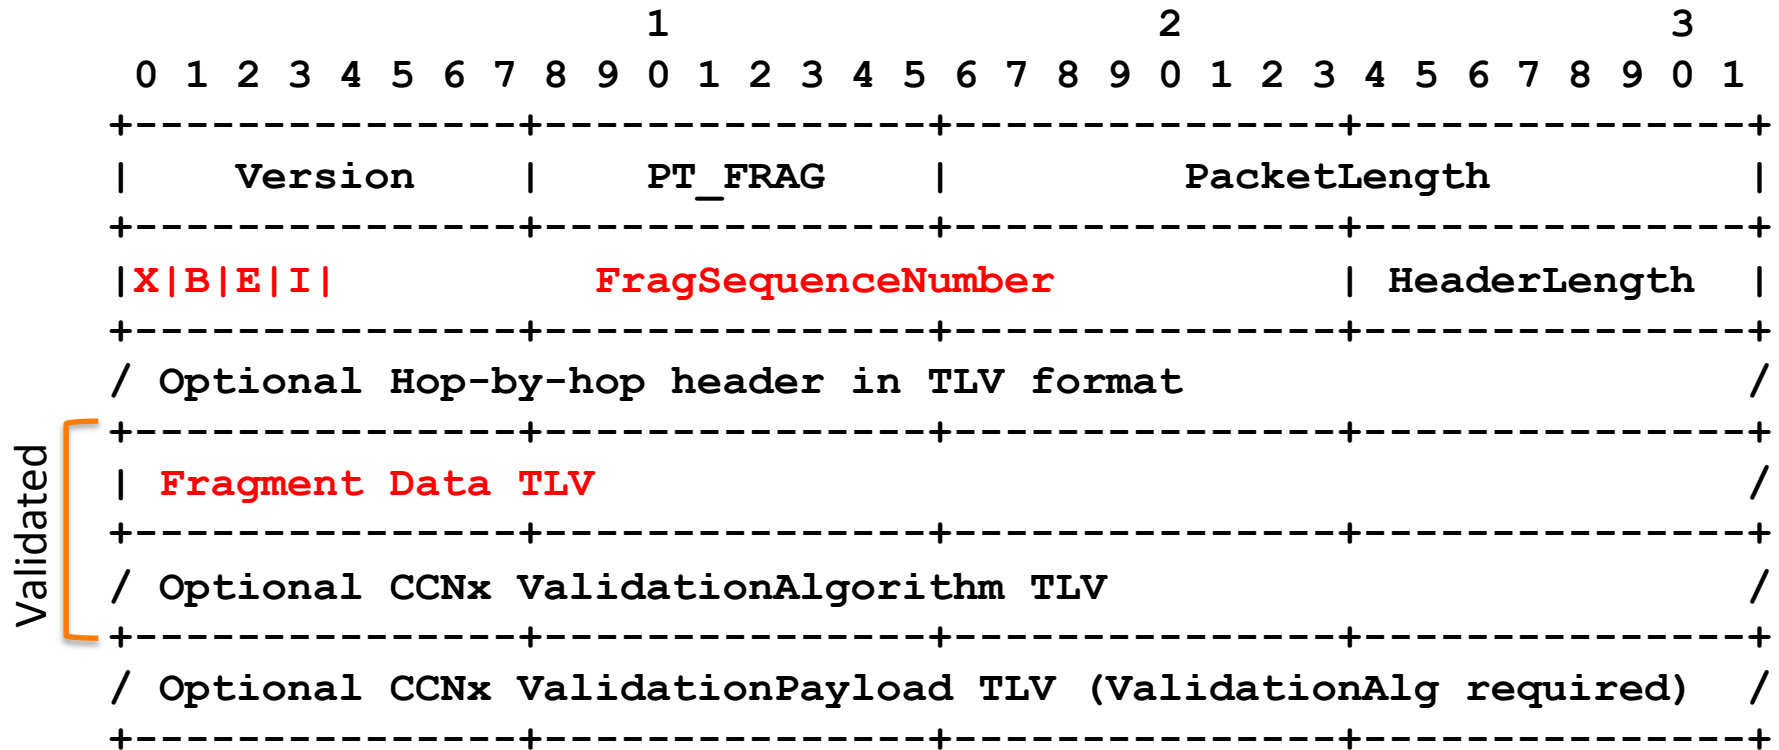 1 2 3
0 1 2 3 4 5 6 7 8 9 0 1 2 3 4 5 6 7 8 9 0 1 2 3 4 5 6 7 8 9 0 1
+---------------+---------------+---------------+---------------+
| Version | PT_FRAG | PacketLength |
+---------------+---------------+---------------+---------------+
|X|B|E|I| FragSequenceNumber | HeaderLength |
+---------------+---------------+---------------+---------------+
/ Optional Hop-by-hop header in TLV format /
+---------------+---------------+---------------+---------------+
| Fragment Data TLV /
+---------------+---------------+---------------+---------------+
/ Optional CCNx ValidationAlgorithm TLV /
+---------------+---------------+---------------+---------------+
/ Optional CCNx ValidationPayload TLV (ValidationAlg required) /
+---------------+---------------+---------------+---------------+
Validated